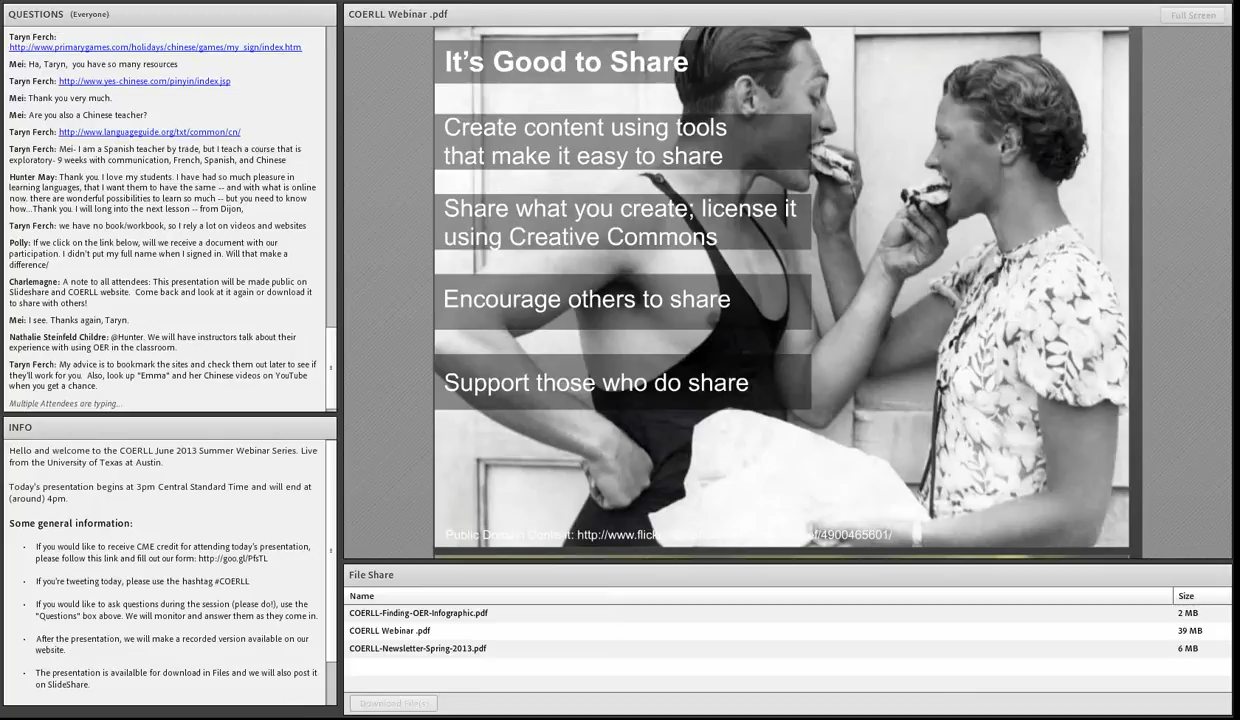 QUESTIONS (Everyone)
Taryn Ferch:
http://www.primarygames.com/holidays/chinese/games/my_sign/index.htm
Mei: Ha, Taryn, you have so many resources
Taryn Ferch: http://www.yes-chinese.com/pinyin/index.jsp
Mei: Thank you very much.
Mei: Are you also a Chinese teacher?
Taryn Ferch: http://www.languageguide.org/txt/common/cn/
Taryn Ferch: Mei- I am a Spanish teacher by trade, but I teach a course that is
exploratory- 9 weeks with communication, French, Spanish, and Chinese
Hunter May: Thank you. I love my students. I have had so much pleasure in
learning languages, that I want them to have the same -- and with what is online
now. there are wonderful possibilities to learn so much -- but you need to know
how...Thank you. I will long into the next lesson -- from Dijon,
Taryn Ferch: we have no book/workbook, so I rely a lot on videos and websites
Polly: If we click on the link below, will we receive a document with our
participation. I didn't put my full name when I signed in. Will that make a
difference/
Charlemagne: A note to all attendees: This presentation will be made public on
Slideshare and COERLL website. Come back and look at it again or download it
to share with others!
Mei: I see. Thanks again, Taryn.
Nathalie Steinfeld Childre: @Hunter. We will have instructors talk about their
experience with using OER in the classroom.
Taryn Ferch: My advice is to bookmark the sites and check them out later to see if
they'll work for you. Also, look up "Emma" and her Chinese videos on YouTube
when you get a chance.
Multiple Attendees are typing...
INFO
Hello and welcome to the COERLL June 2013 Summer Webinar Series. Live
from the University of Texas at Austin.
Today's presentation begins at 3pm Central Standard Time and will end at
(around) 4pm.
Some general information:
• If you would like to receive CME credit for attending today's presentation,
please follow this link and fill out our form: http://goo.gl/PfsTL
• If you're tweeting today, please use the hashtag #COERLL
• If you would like to ask questions during the session (please do!), use the
"Questions" box above. We will monitor and answer them as they come in.
• After the presentation, we will make a recorded version available on our
website.
• The presentation is available for download in Files and we will also post it
on SlideShare.
COERLL Webinar .pdf
Full Screen
It's Good to Share
Create content using tools
that make it easy to share
Share what you create; license it
using Creative Commons
Encourage others to share
Support those who do share
Public Domain Content: http://www.flick
/4900465601/
File Share
Name Size
COERLL-Finding-OER-Infographic.pdf 2 MB
COERLL Webinar .pdf 39 MB
COERLL-Newsletter-Spring-2013.pdf 6 MB
Download File(s)